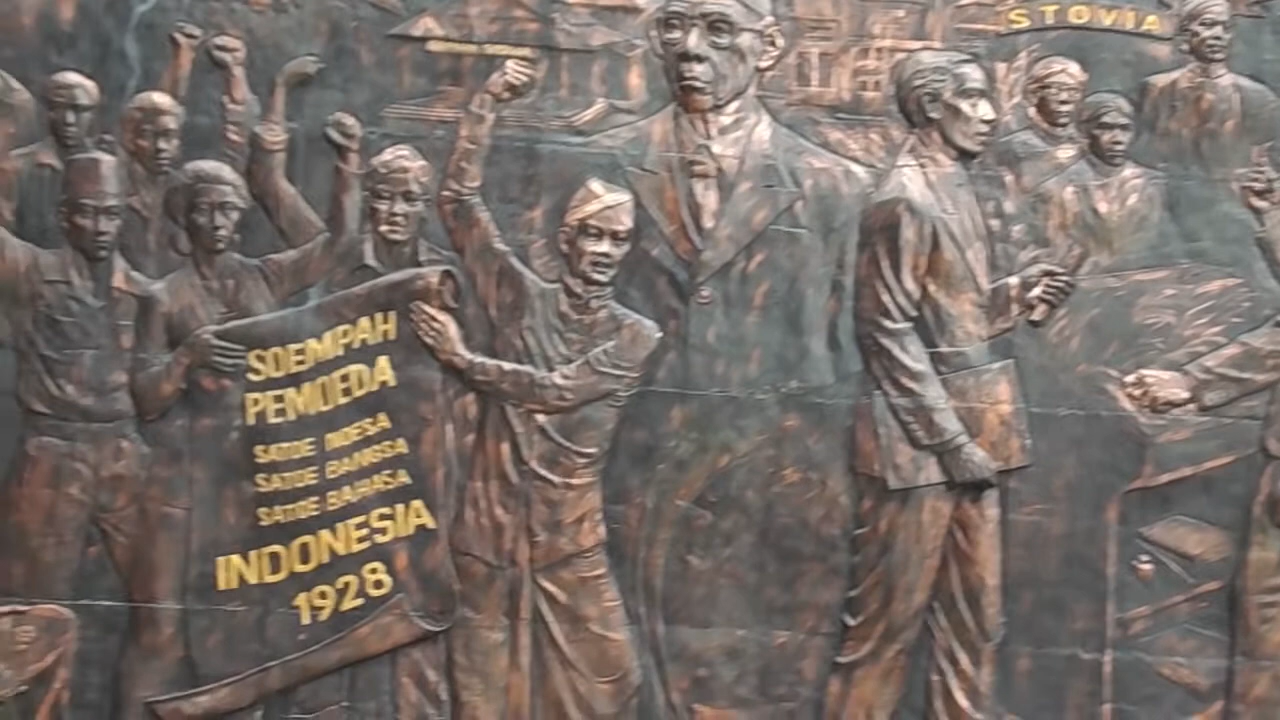 STOVIA
SOEMPAH
PEMOEDA
SATOE NOESA
SATOE BANGSA
SATOE BAHASA
INDONESIA
1928